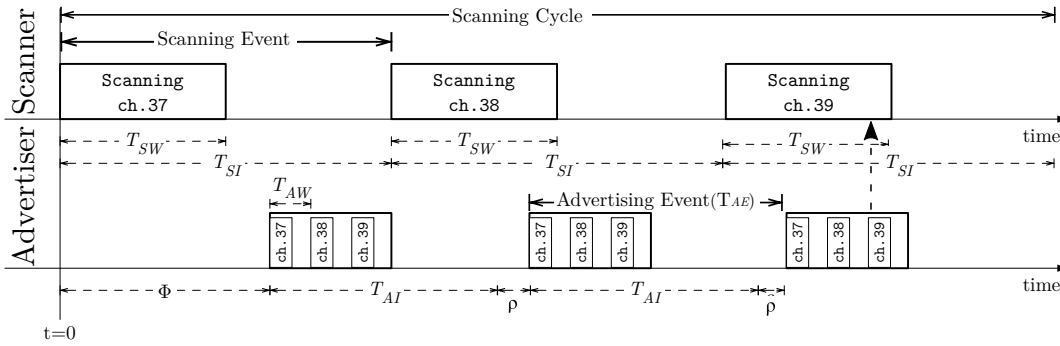 Scanning Cycle
Scanning Event
Scanner
Scanning
ch.37
Scanning
ch.38
Scanning
ch.39
time
T_SW
T_SW
T_SW
T_SI
T_SI
T_SI
Advertiser
T_AW
Advertising Event(T_AE)
ch.37
ch.38
ch.39
ch.37
ch.38
ch.39
ch.37
ch.38
ch.39
time
Φ
T_AI
ρ
T_AI
ρ
t=0